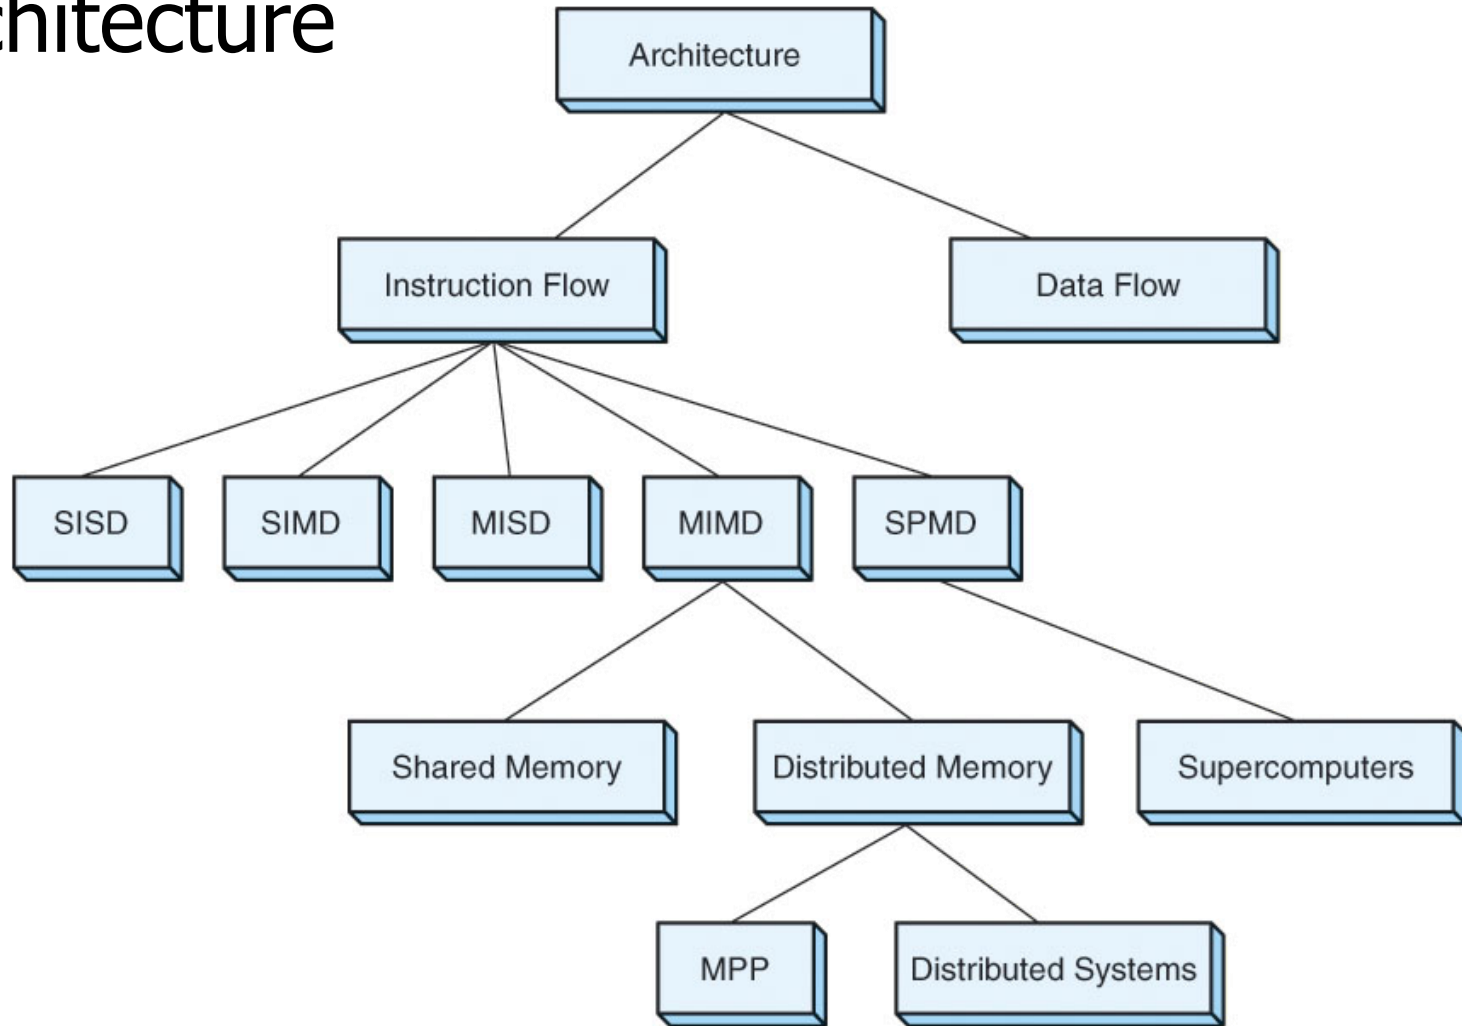 Architecture
Instruction Flow
Data Flow
SISD
SIMD
MISD
MIMD
SPMD
Shared Memory
Distributed Memory
Supercomputers
MPP
Distributed Systems